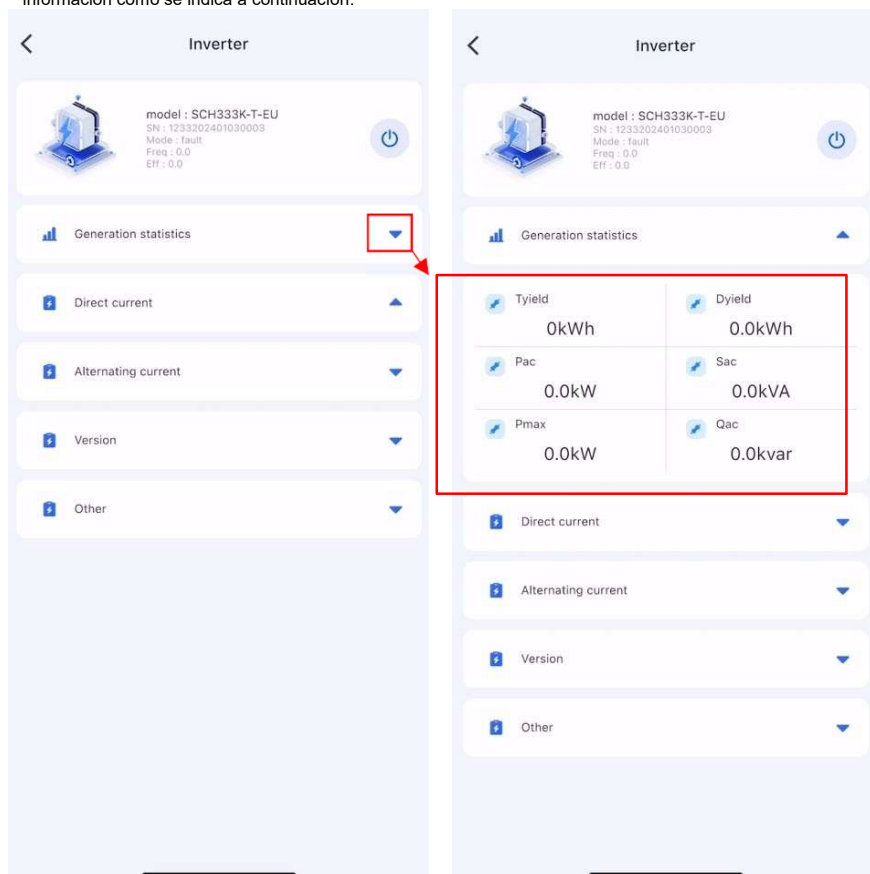 información como se indica a continuación.
Inverter
model : SCH333K-T-EU
SN : 1233202401030003
Mode : fault
Freq : 0.0
Eff : 0.0
Generation statistics
Direct current
Alternating current
Version
Other
Inverter
model : SCH333K-T-EU
SN : 1233202401030003
Mode : fault
Freq : 0.0
Eff : 0.0
Generation statistics
Tyield
0kWh
Dyield
0.0kWh
Pac
0.0kW
Sac
0.0kVA
Pmax
0.0kW
Qac
0.0kvar
Direct current
Alternating current
Version
Other